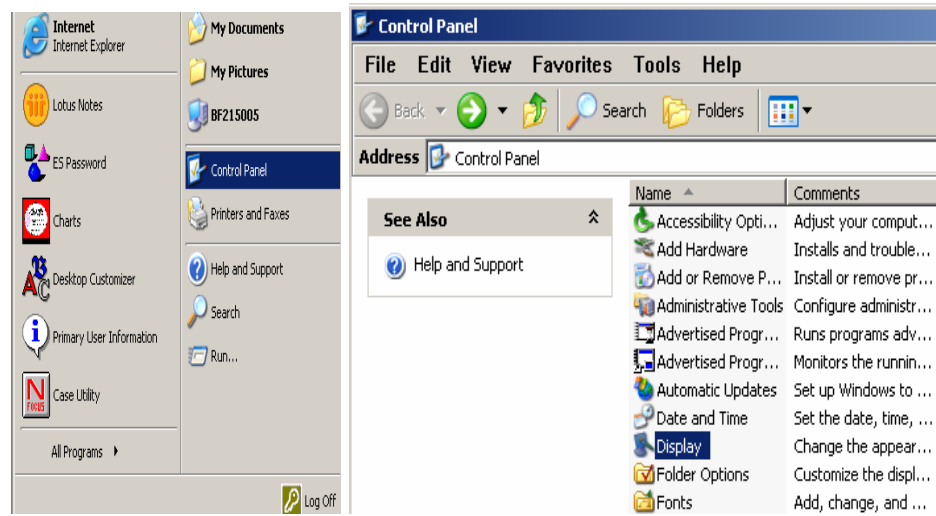 Internet
Internet Explorer
Lotus Notes
E5 Password
Charts
Desktop Customizer
Primary User Information
N
FOCUS
Case Utility
All Programs
My Documents
My Pictures
BF215005
Control Panel
Printers and Faxes
Help and Support
Search
Run...
Log Off
Control Panel
File Edit View Favorites Tools Help
Back Search Folders
Address Control Panel
See Also
Help and Support
Name Comments
Accessibility Opti... Adjust your comput...
Add Hardware Installs and trouble...
Add or Remove P... Install or remove pr...
Administrative Tools Configure administr...
Advertised Progr... Runs programs adv...
Advertised Progr... Monitors the runnin...
Automatic Updates Set up Windows to ...
Date and Time Set the date, time, ...
Display Change the appear...
Folder Options Customize the displ...
Fonts Add, change, and ...